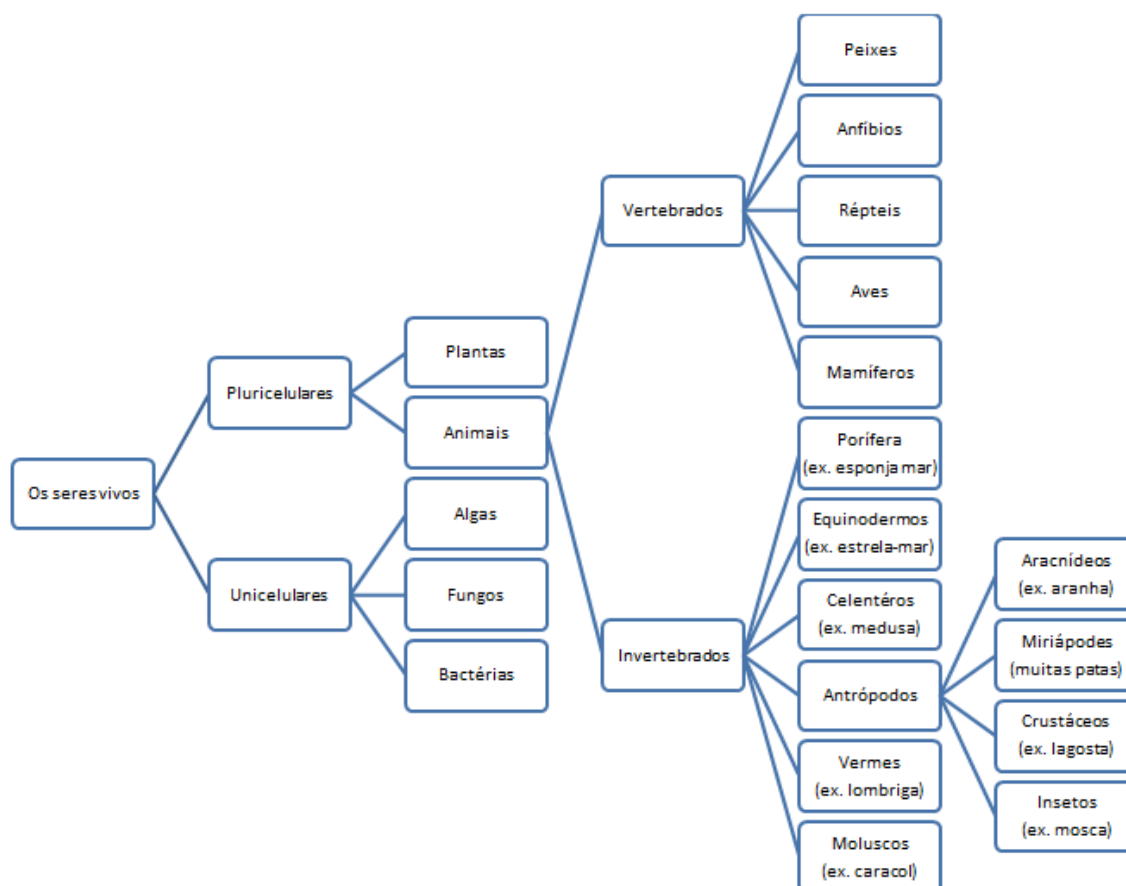 Os seres vivos
Pluricelulares
Unicelulares
Plantas
Animais
Algas
Fungos
Bactérias
Vertebrados
Invertebrados
Peixes
Anfíbios
Répteis
Aves
Mamíferos
Porífera
(ex. esponja mar)
Equinodermos
(ex. estrela-mar)
Celentéros
(ex. medusa)
Antrópodos
Vermes
(ex. lombriga)
Moluscos
(ex. caracol)
Aracnídeos
(ex. aranha)
Miriápodes
(muitas patas)
Crustáceos
(ex. lagosta)
Insetos
(ex. mosca)